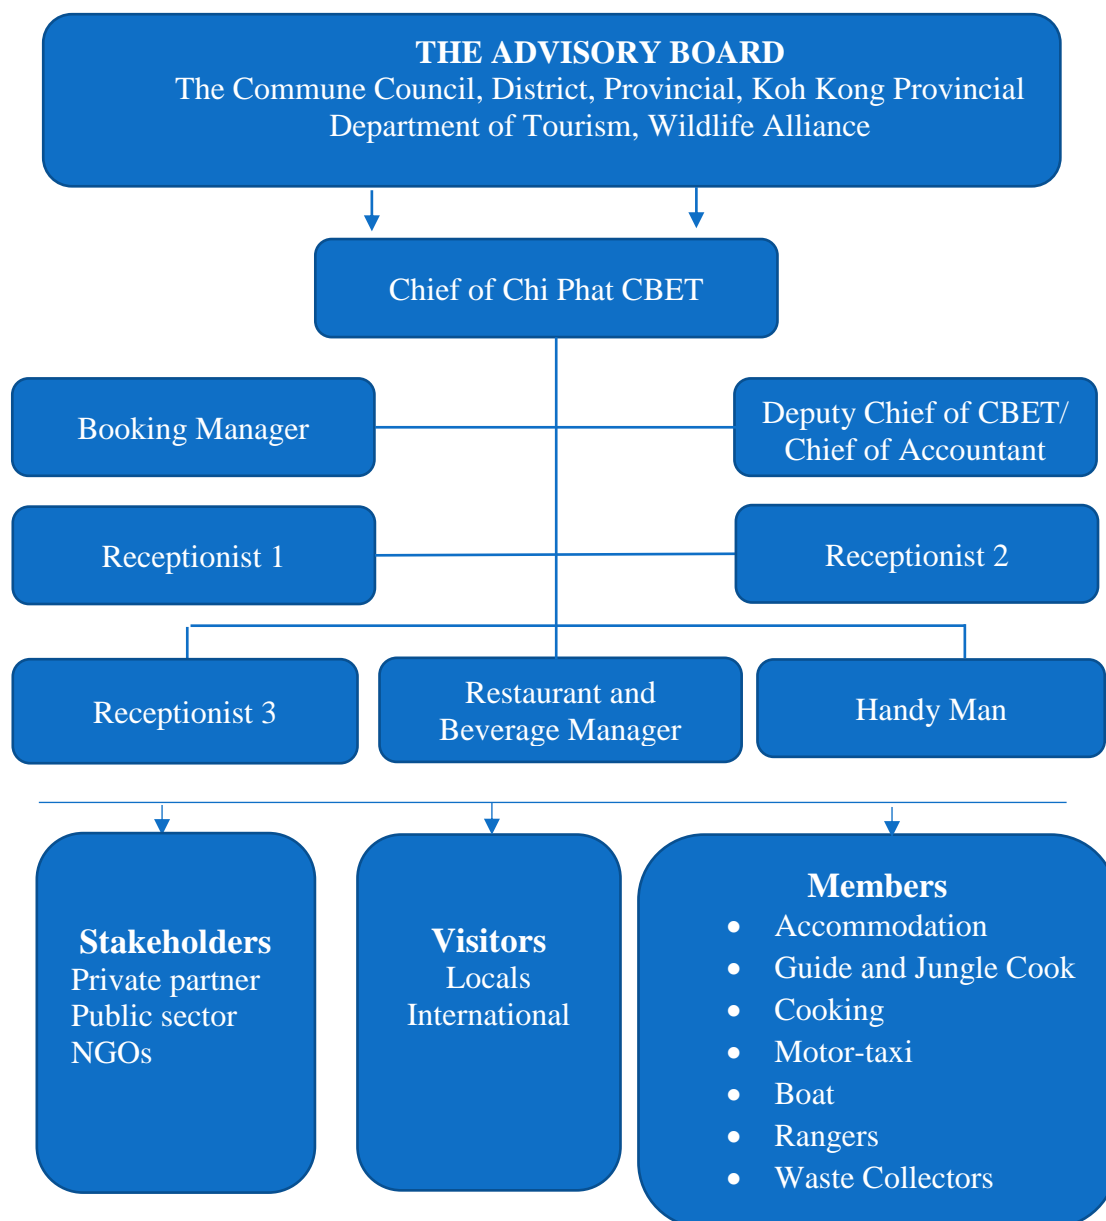 THE ADVISORY BOARD
The Commune Council, District, Provincial, Koh Kong Provincial
Department of Tourism, Wildlife Alliance
Chief of Chi Phat CBET
Booking Manager
Deputy Chief of CBET/
Chief of Accountant
Receptionist 1
Receptionist 2
Receptionist 3
Restaurant and
Beverage Manager
Handy Man
Stakeholders
Private partner
Public sector
NGOs
Visitors
Locals
International
Members
• Accommodation
• Guide and Jungle Cook
• Cooking
• Motor-taxi
• Boat
• Rangers
• Waste Collectors